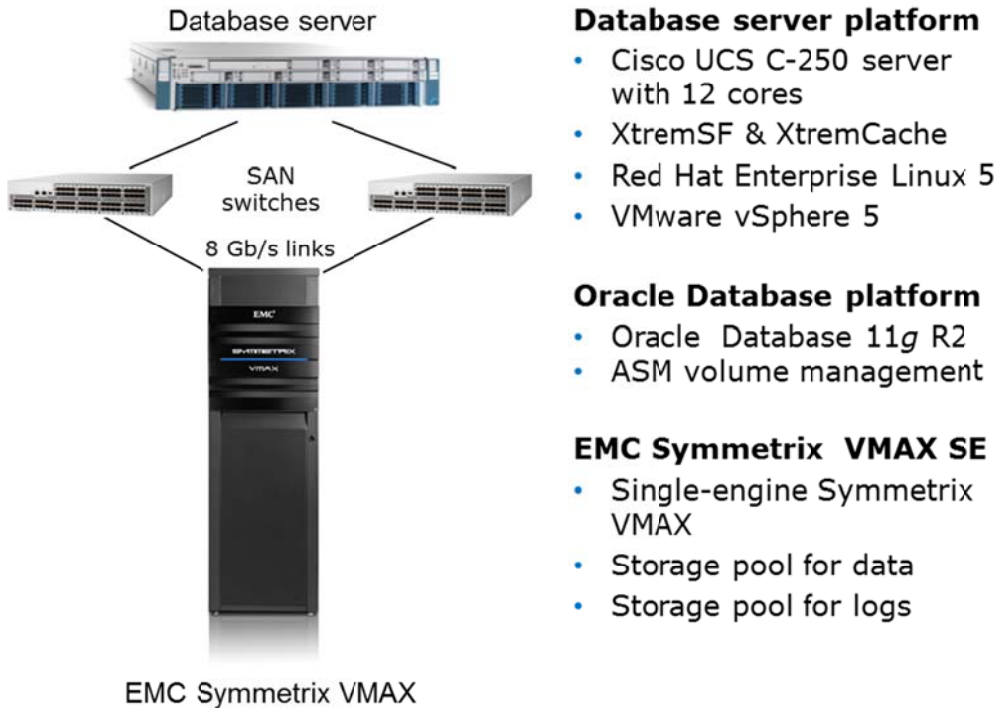 Database server
SAN
switches
8 Gb/s links
EMC²
SYMMETRIX
VMAX
EMC Symmetrix VMAX
Database server platform
• Cisco UCS C-250 server
with 12 cores
• XtremSF & XtremCache
• Red Hat Enterprise Linux 5
• VMware vSphere 5
Oracle Database platform
• Oracle Database 11g R2
• ASM volume management
EMC Symmetrix VMAX SE
• Single-engine Symmetrix
VMAX
• Storage pool for data
• Storage pool for logs